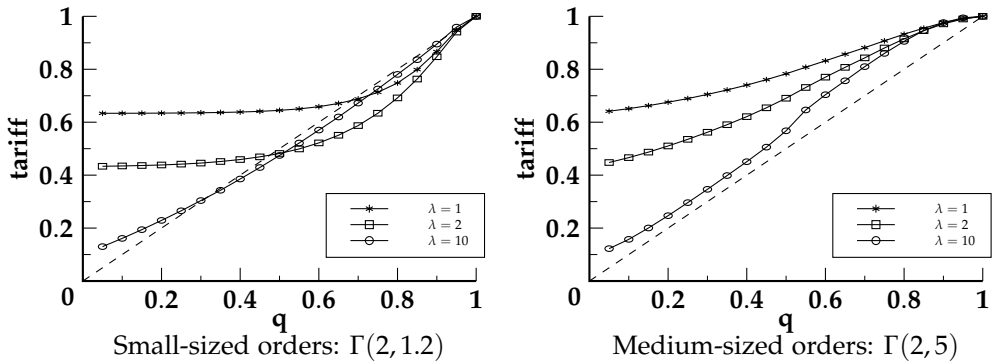 1
0.8
0.6
0.4
0.2
0
0.2
0.4
0.6
0.8
1
tariff
q
λ = 1
λ = 2
λ = 10
Small-sized orders: Γ(2, 1.2)
1
0.8
0.6
0.4
0.2
0
0.2
0.4
0.6
0.8
1
tariff
q
λ = 1
λ = 2
λ = 10
Medium-sized orders: Γ(2, 5)